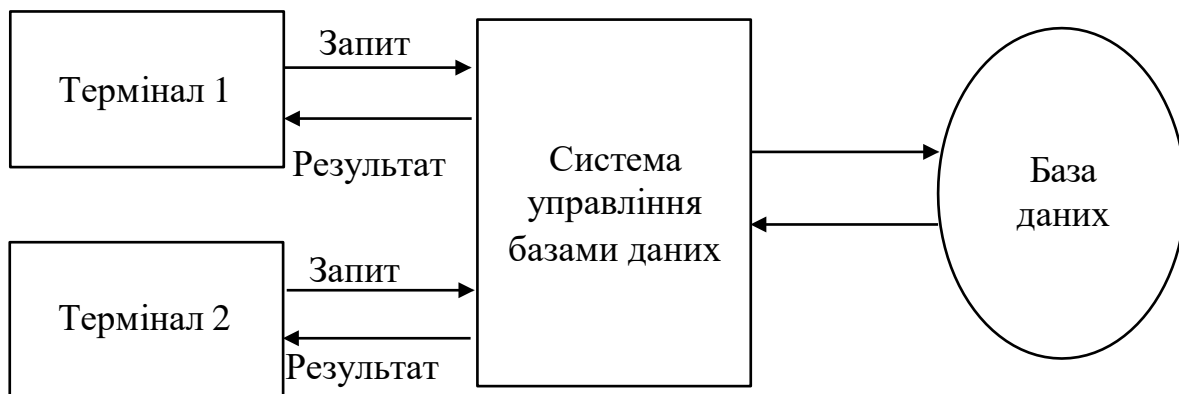 Запит
Термінал 1
Результат
Система
управління
базами даних
База
даних
Запит
Термінал 2
Результат